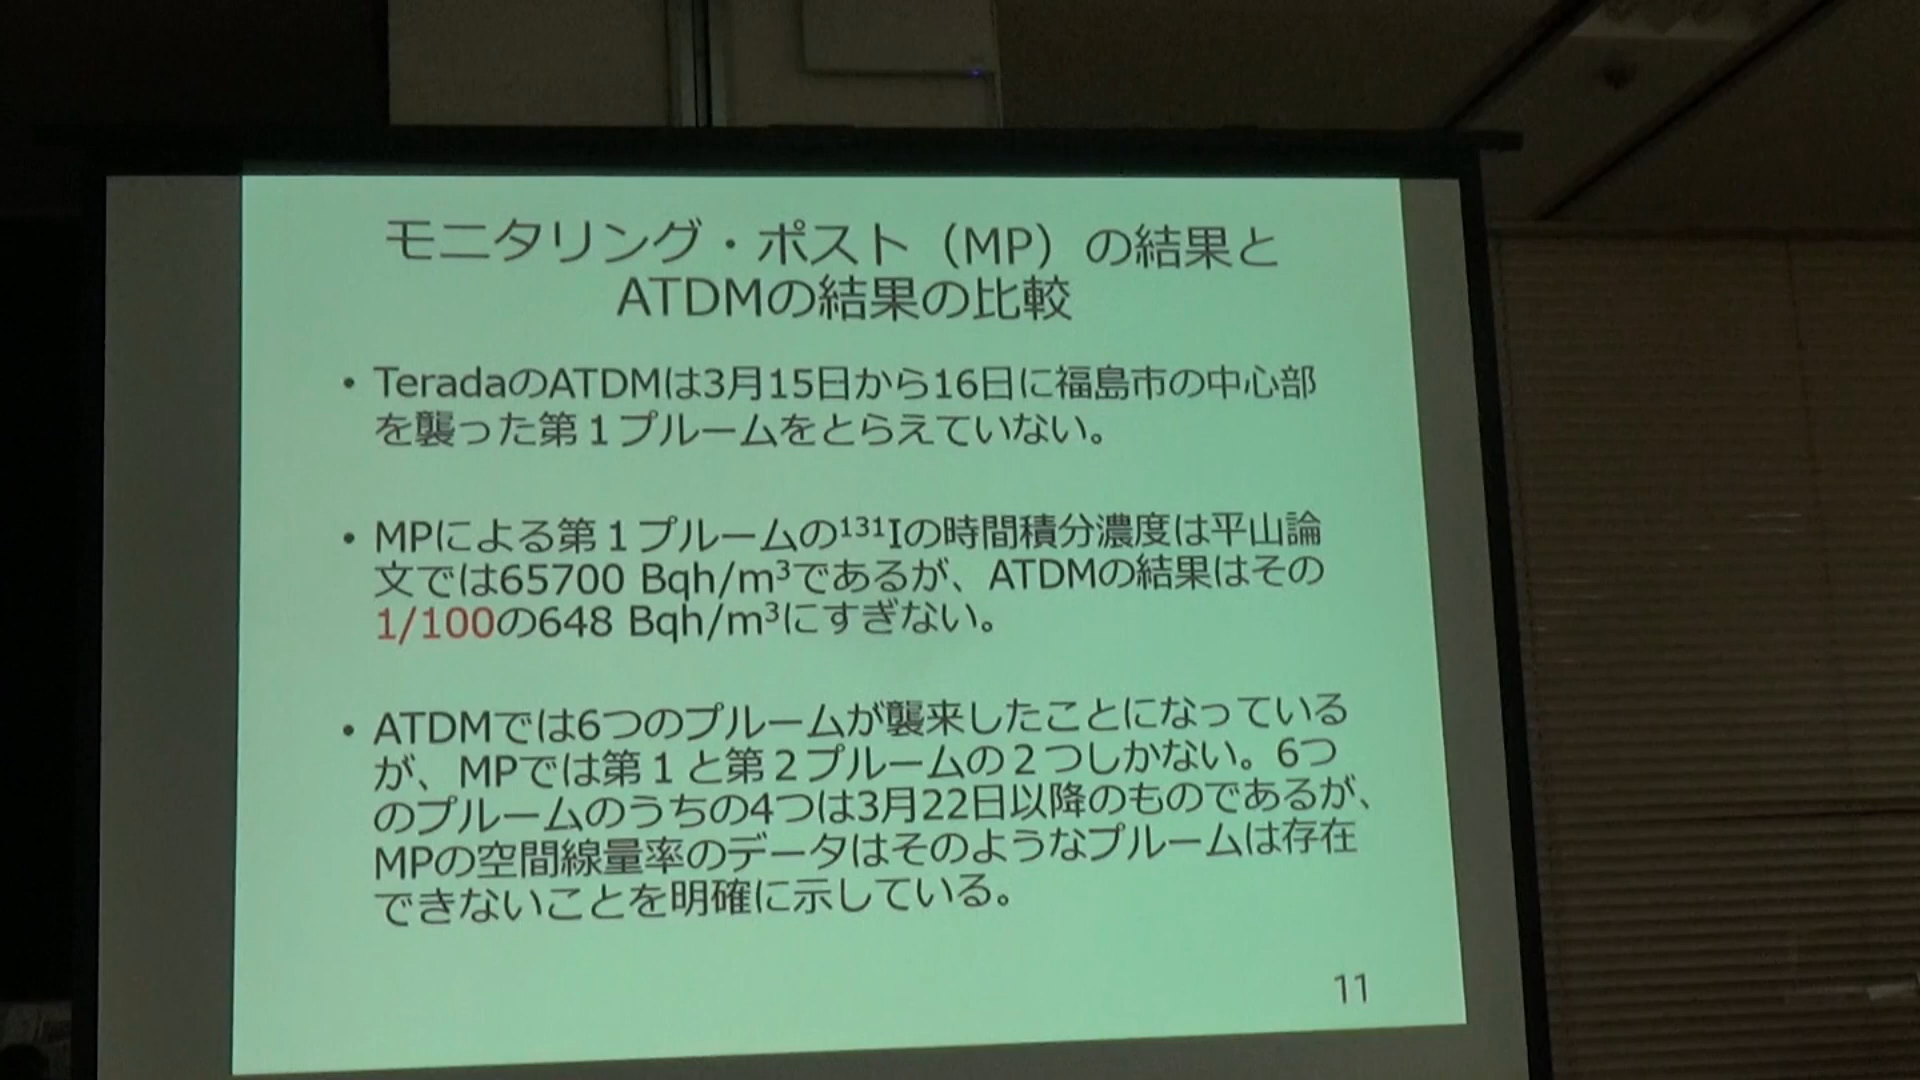 モニタリング・ポスト（MP）の結果と
ATDMの結果の比較
• TeradaのATDMは3月15日から16日に福島市の中心部
を襲った第１プルームをとらえていない。
• MPによる第１プルームの¹³¹Iの時間積分濃度は平山論
文では65700 Bqh/m³であるが、ATDMの結果はその
1/100の648 Bqh/m³にすぎない。
• ATDMでは6つのプルームが襲来したことになっている
が、MPでは第１と第２プルームの２つしかない。6つ
のプルームのうちの4つは3月22日以降のものであるが、
MPの空間線量率のデータはそのようなプルームは存在
できないことを明確に示している。
11